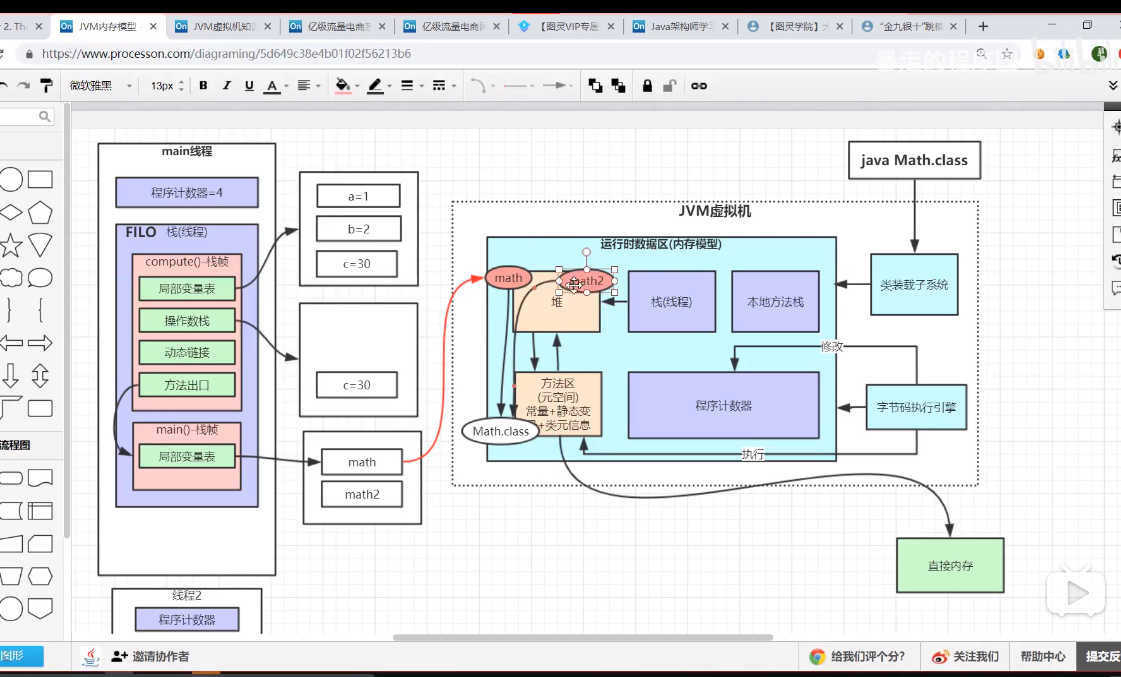 2. Th
JVM内存模型
JVM虚拟机知
亿级流量电商系
亿级流量电商网
【图灵VIP专属
Java架构师学习
【图灵学院】
“金九银十”跳槽
https://www.processon.com/diagraming/5d649c38e4b01f02f56213b6
微软雅黑
13px
B
I
U
A
流程图
图形
main线程
程序计数器=4
FILO 栈(线程)
compute()-栈帧
局部变量表
操作数栈
动态链接
方法出口
main()-栈帧
局部变量表
线程2
程序计数器
a=1
b=2
c=30
c=30
math
math2
java Math.class
JVM虚拟机
运行时数据区(内存模型)
math
math2
堆
栈(线程)
本地方法栈
类装载子系统
方法区
(元空间)
常量+静态变
+类元信息
Math.class
程序计数器
修改
字节码执行引擎
执行
直接内存
邀请协作者
给我们评个分?
关注我们
帮助中心
提交反